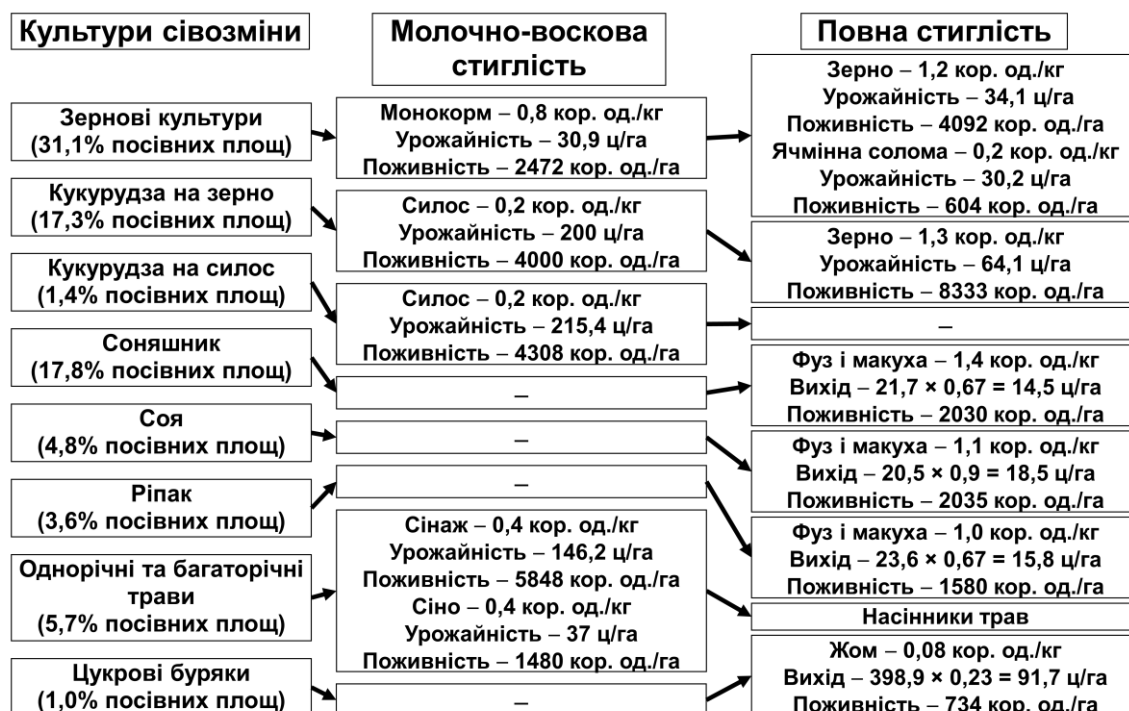 Культури сівозміни
Зернові культури
(31,1% посівних площ)
Кукурудза на зерно
(17,3% посівних площ)
Кукурудза на силос
(1,4% посівних площ)
Соняшник
(17,8% посівних площ)
Соя
(4,8% посівних площ)
Ріпак
(3,6% посівних площ)
Однорічні та багаторічні
трави
(5,7% посівних площ)
Цукрові буряки
(1,0% посівних площ)
Молочно-воскова
стиглість
Монокорм – 0,8 кор. од./кг
Урожайність – 30,9 ц/га
Поживність – 2472 кор. од./га
Силос – 0,2 кор. од./кг
Урожайність – 200 ц/га
Поживність – 4000 кор. од./га
Силос – 0,2 кор. од./кг
Урожайність – 215,4 ц/га
Поживність – 4308 кор. од./га
–
–
–
Сінаж – 0,4 кор. од./кг
Урожайність – 146,2 ц/га
Поживність – 5848 кор. од./га
Сіно – 0,4 кор. од./кг
Урожайність – 37 ц/га
Поживність – 1480 кор. од./га
–
Повна стиглість
Зерно – 1,2 кор. од./кг
Урожайність – 34,1 ц/га
Поживність – 4092 кор. од./га
Ячмінна солома – 0,2 кор. од./кг
Урожайність – 30,2 ц/га
Поживність – 604 кор. од./га
Зерно – 1,3 кор. од./кг
Урожайність – 64,1 ц/га
Поживність – 8333 кор. од./га
–
Фуз і макуха – 1,4 кор. од./кг
Вихід – 21,7 × 0,67 = 14,5 ц/га
Поживність – 2030 кор. од./га
Фуз і макуха – 1,1 кор. од./кг
Вихід – 20,5 × 0,9 = 18,5 ц/га
Поживність – 2035 кор. од./га
Фуз і макуха – 1,0 кор. од./кг
Вихід – 23,6 × 0,67 = 15,8 ц/га
Поживність – 1580 кор. од./га
Насінники трав
Жом – 0,08 кор. од./кг
Вихід – 398,9 × 0,23 = 91,7 ц/га
Поживність – 734 кор. од./га